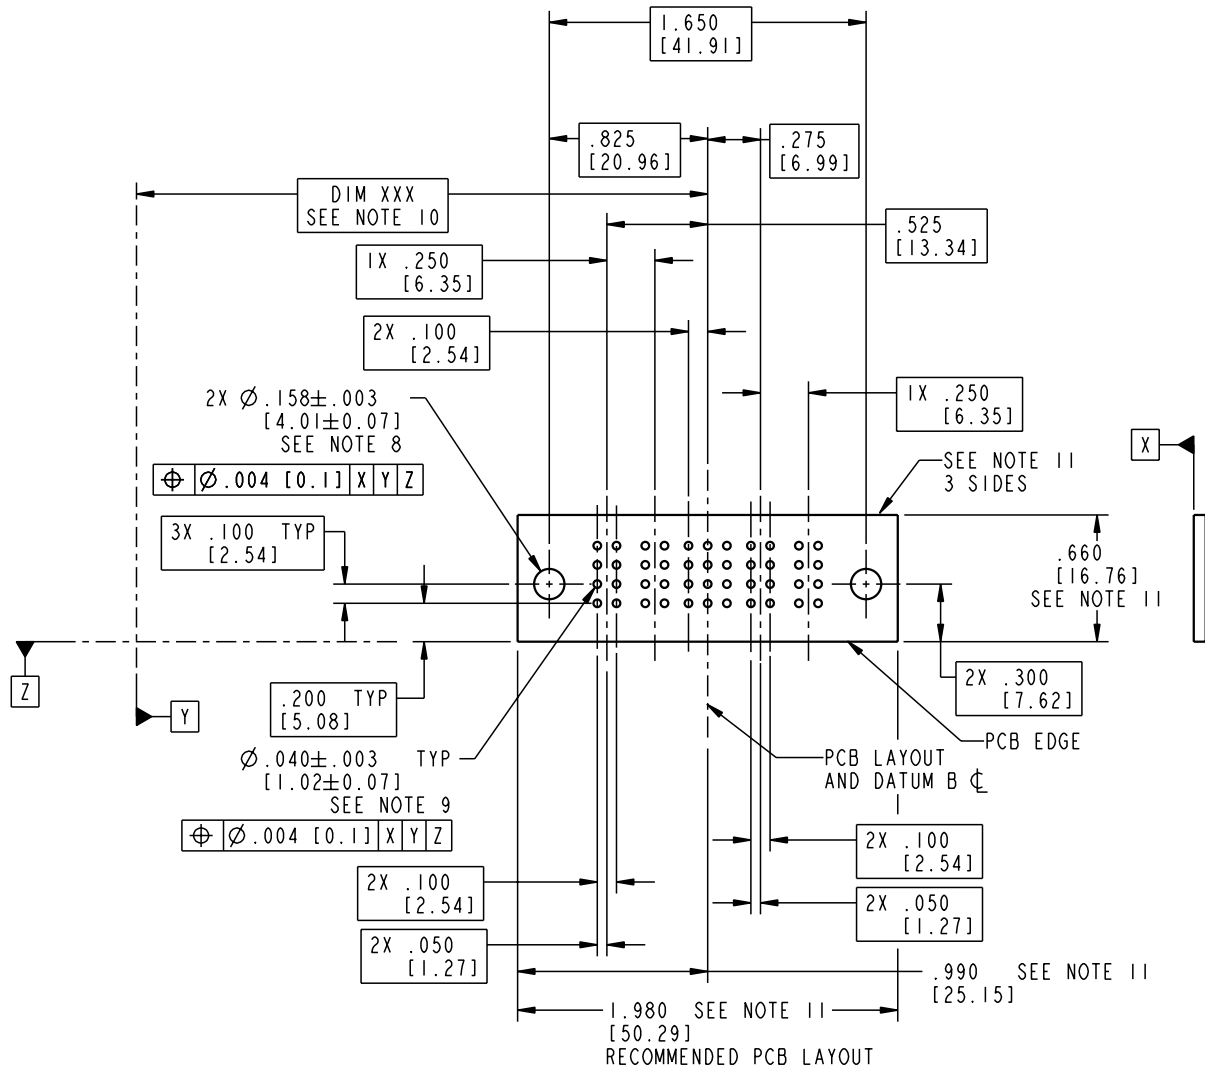 1.650
[41.91]
.825
[20.96]
.275
[6.99]
DIM XXX
SEE NOTE 10
.525
[13.34]
1X .250
[6.35]
2X .100
[2.54]
2X Ø .158±.003
[4.01±0.07]
SEE NOTE 8
1X .250
[6.35]
X
SEE NOTE 11
3 SIDES
⌖ Ø .004 [0.1] X Y Z
3X .100 TYP
[2.54]
.660
[16.76]
SEE NOTE 11
Z
Y
.200 TYP
[5.08]
2X .300
[7.62]
PCB EDGE
Ø .040±.003 TYP
[1.02±0.07]
SEE NOTE 9
PCB LAYOUT
AND DATUM B ℄
⌖ Ø .004 [0.1] X Y Z
2X .100
[2.54]
2X .100
[2.54]
2X .050
[1.27]
2X .050
[1.27]
.990 SEE NOTE 11
[25.15]
1.980 SEE NOTE 11
[50.29]
RECOMMENDED PCB LAYOUT